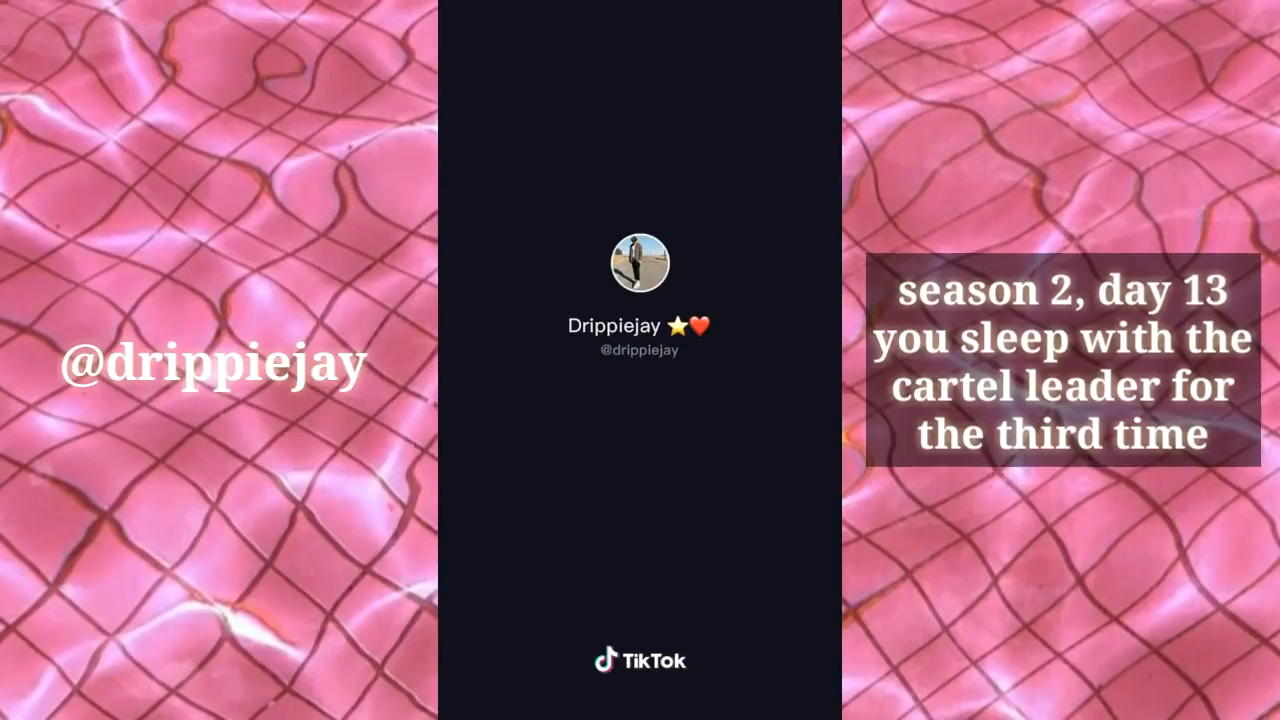 @drippiejay
Drippiejay ⭐❤️
@drippiejay
TikTok
season 2, day 13
you sleep with the
cartel leader for
the third time